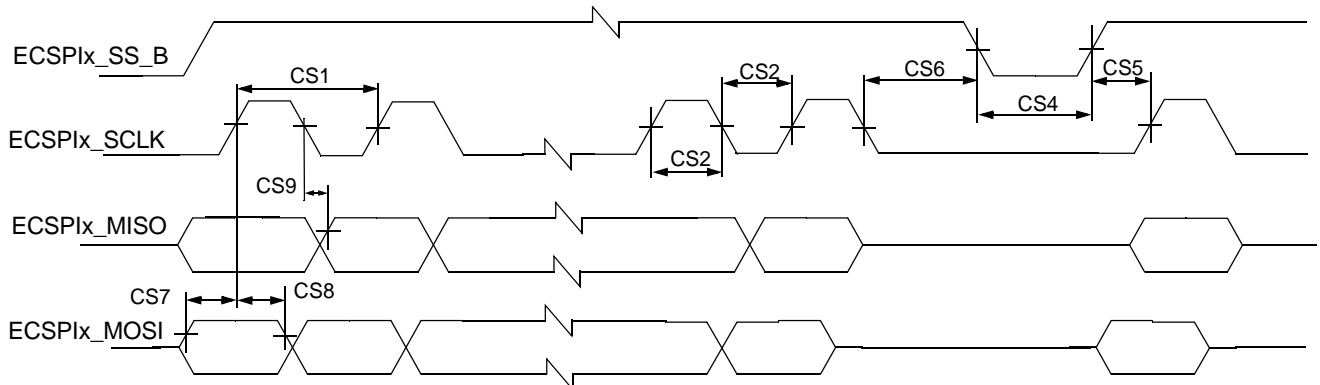 ECSPIx_SS_B
CS1
CS2
CS6
CS5
CS4
ECSPIx_SCLK
CS2
CS9
ECSPIx_MISO
CS7
CS8
ECSPIx_MOSI